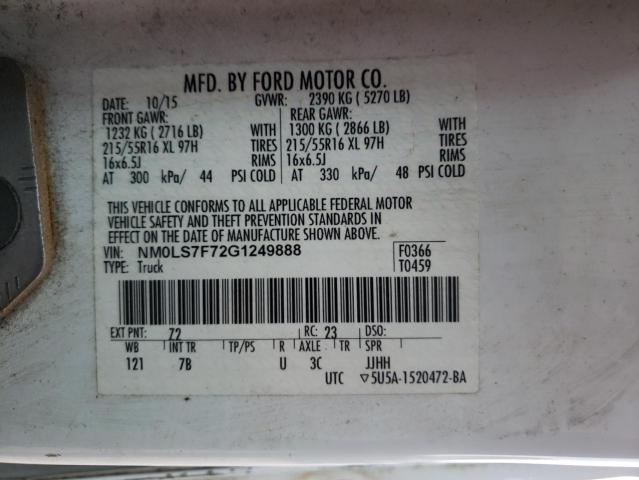 MFD. BY FORD MOTOR CO.
DATE: 10/15 GVWR: 2390 KG ( 5270 LB)
FRONT GAWR: REAR GAWR:
1232 KG ( 2716 LB) WITH 1300 KG ( 2866 LB) WITH
215/55R16 XL 97H TIRES 215/55R16 XL 97H TIRES
16x6.5J RIMS 16x6.5J RIMS
AT 300 kPa/ 44 PSI COLD AT 330 kPa/ 48 PSI COLD
THIS VEHICLE CONFORMS TO ALL APPLICABLE FEDERAL MOTOR
VEHICLE SAFETY AND THEFT PREVENTION STANDARDS IN
EFFECT ON THE DATE OF MANUFACTURE SHOWN ABOVE.
VIN: NM0LS7F72G1249888 F0366
TYPE: Truck T0459
EXT PNT: 72 RC: 23 DSO:
WB INT TR TP/PS R AXLE TR SPR
121 7B U 3C JJHH
UTC ▽5U5A-1520472-BA